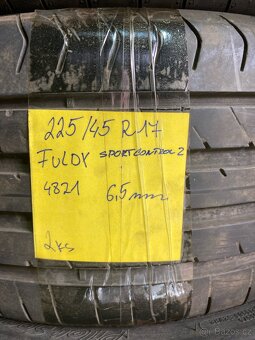 225/45 R17
FULDA SPORTCONTROL 2
4821 6,5mm
2ks